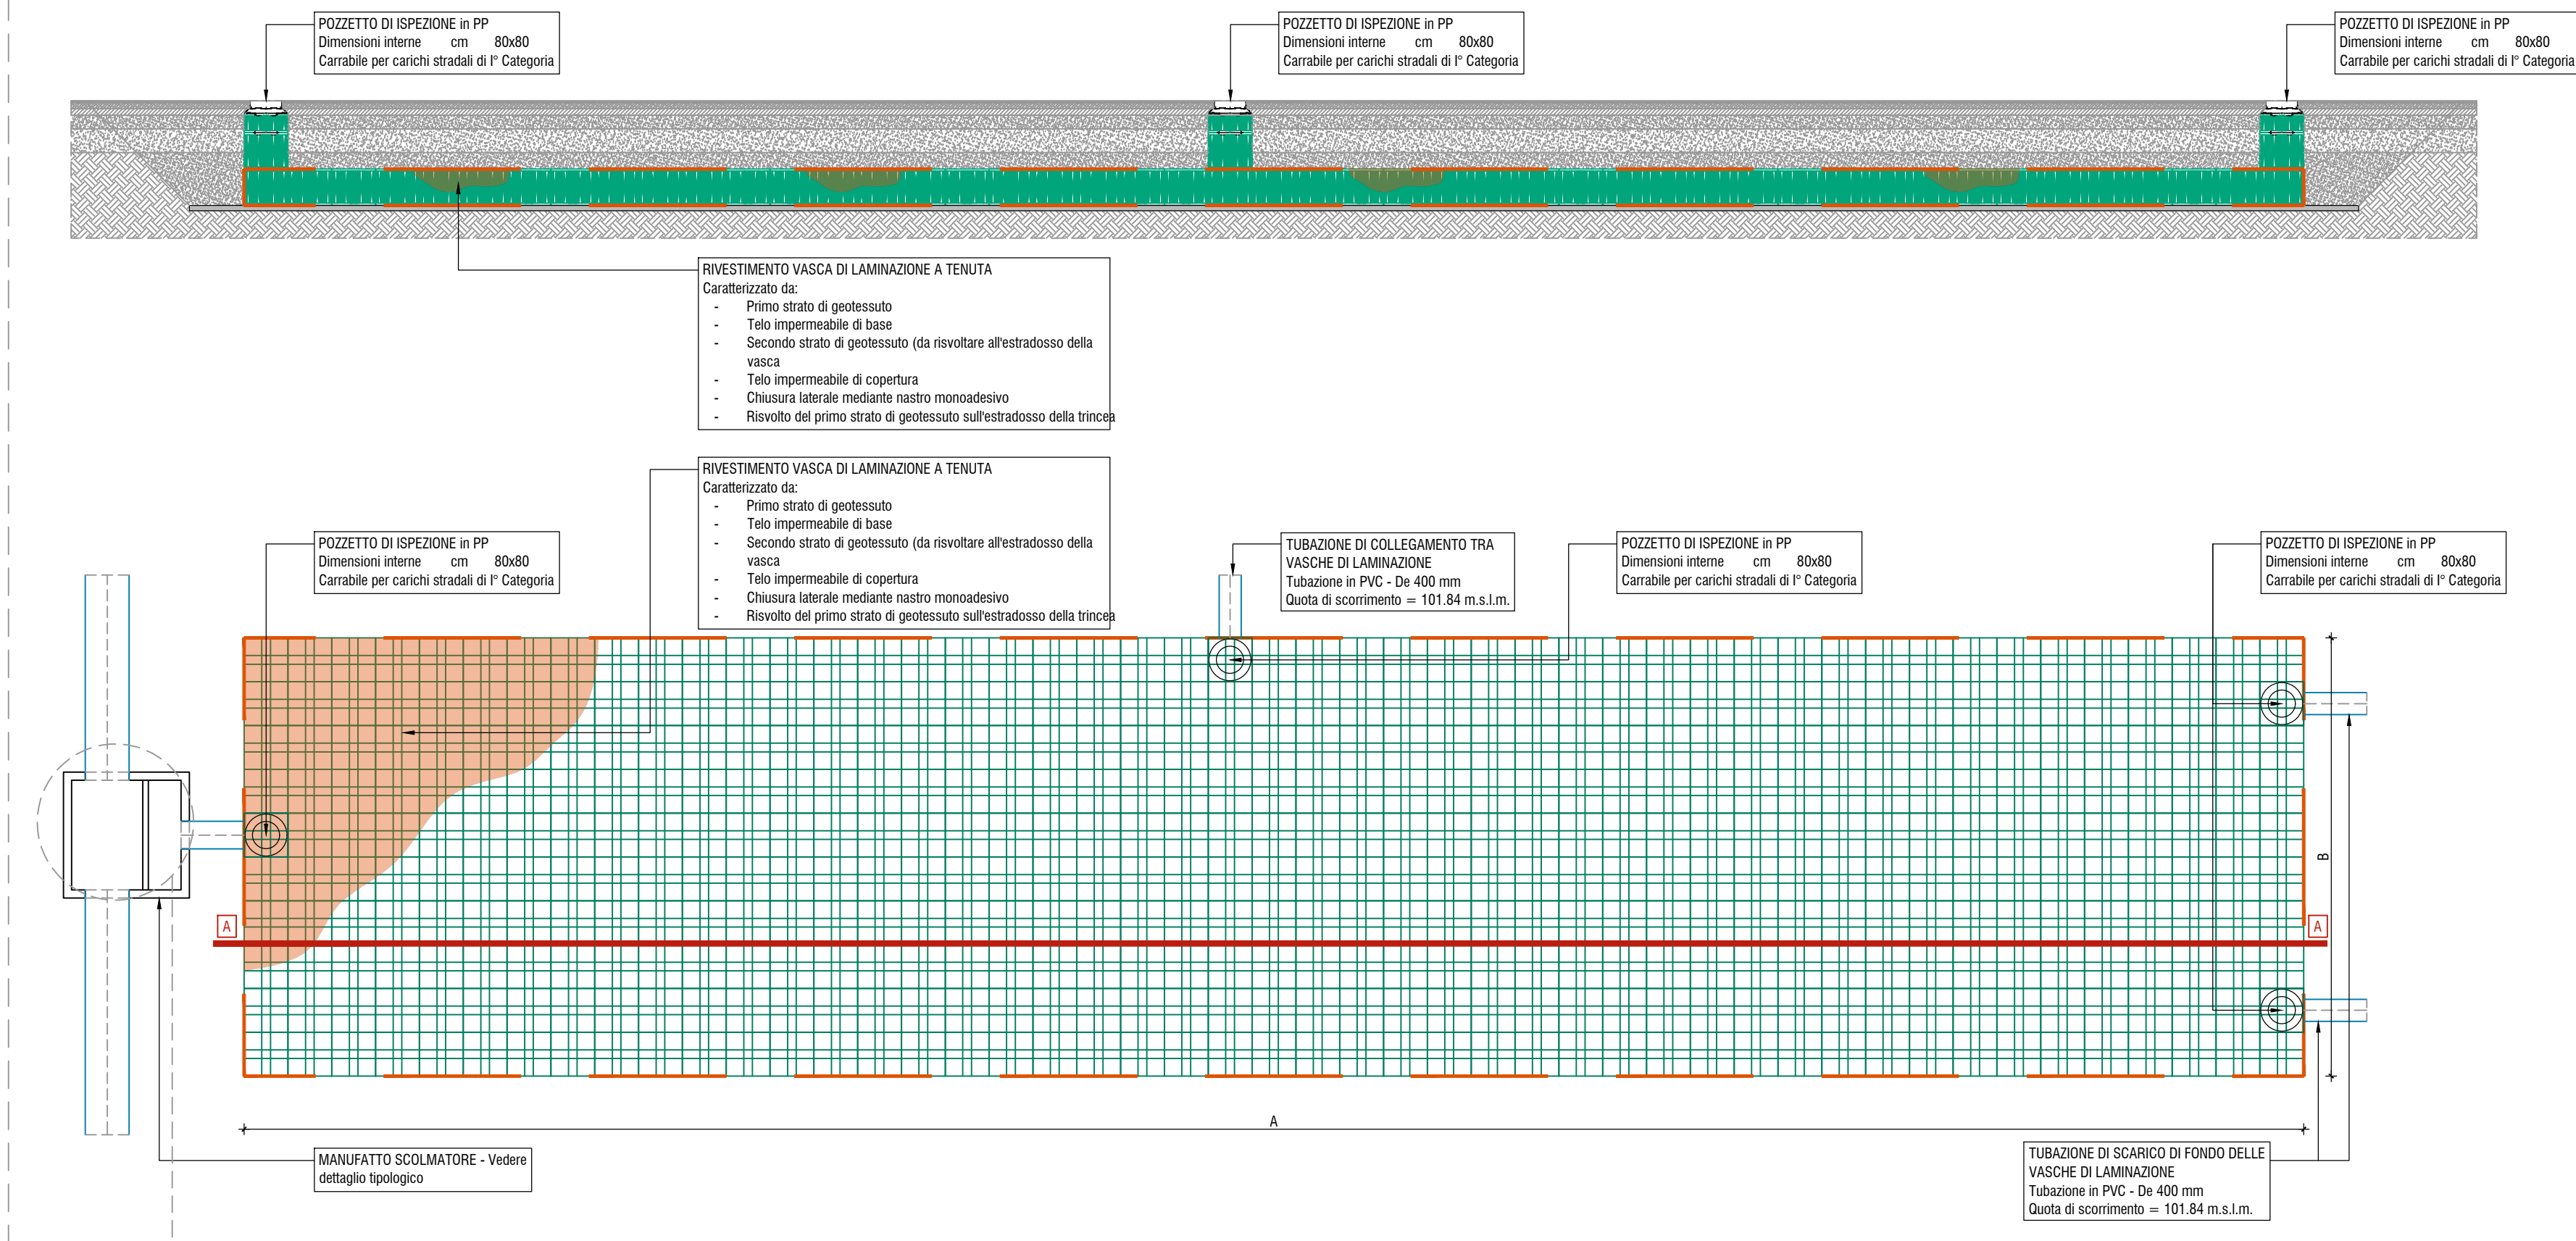 POZZETTO DI ISPEZIONE in PP
Dimensioni interne cm 80x80
Carrabile per carichi stradali di I° Categoria
POZZETTO DI ISPEZIONE in PP
Dimensioni interne cm 80x80
Carrabile per carichi stradali di I° Categoria
POZZETTO DI ISPEZIONE in PP
Dimensioni interne cm 80x80
Carrabile per carichi stradali di I° Categoria
RIVESTIMENTO VASCA DI LAMINAZIONE A TENUTA
Caratterizzato da:
- Primo strato di geotessuto
- Telo impermeabile di base
- Secondo strato di geotessuto (da risvoltare all'estradosso della
vasca
- Telo impermeabile di copertura
- Chiusura laterale mediante nastro monoadesivo
- Risvolto del primo strato di geotessuto sull'estradosso della trincea
RIVESTIMENTO VASCA DI LAMINAZIONE A TENUTA
Caratterizzato da:
- Primo strato di geotessuto
- Telo impermeabile di base
- Secondo strato di geotessuto (da risvoltare all'estradosso della
vasca
- Telo impermeabile di copertura
- Chiusura laterale mediante nastro monoadesivo
- Risvolto del primo strato di geotessuto sull'estradosso della trincea
POZZETTO DI ISPEZIONE in PP
Dimensioni interne cm 80x80
Carrabile per carichi stradali di I° Categoria
TUBAZIONE DI COLLEGAMENTO TRA
VASCHE DI LAMINAZIONE
Tubazione in PVC - De 400 mm
Quota di scorrimento = 101.84 m.s.l.m.
POZZETTO DI ISPEZIONE in PP
Dimensioni interne cm 80x80
Carrabile per carichi stradali di I° Categoria
POZZETTO DI ISPEZIONE in PP
Dimensioni interne cm 80x80
Carrabile per carichi stradali di I° Categoria
B
A
A
A
MANUFATTO SCOLMATORE - Vedere
dettaglio tipologico
TUBAZIONE DI SCARICO DI FONDO DELLE
VASCHE DI LAMINAZIONE
Tubazione in PVC - De 400 mm
Quota di scorrimento = 101.84 m.s.l.m.